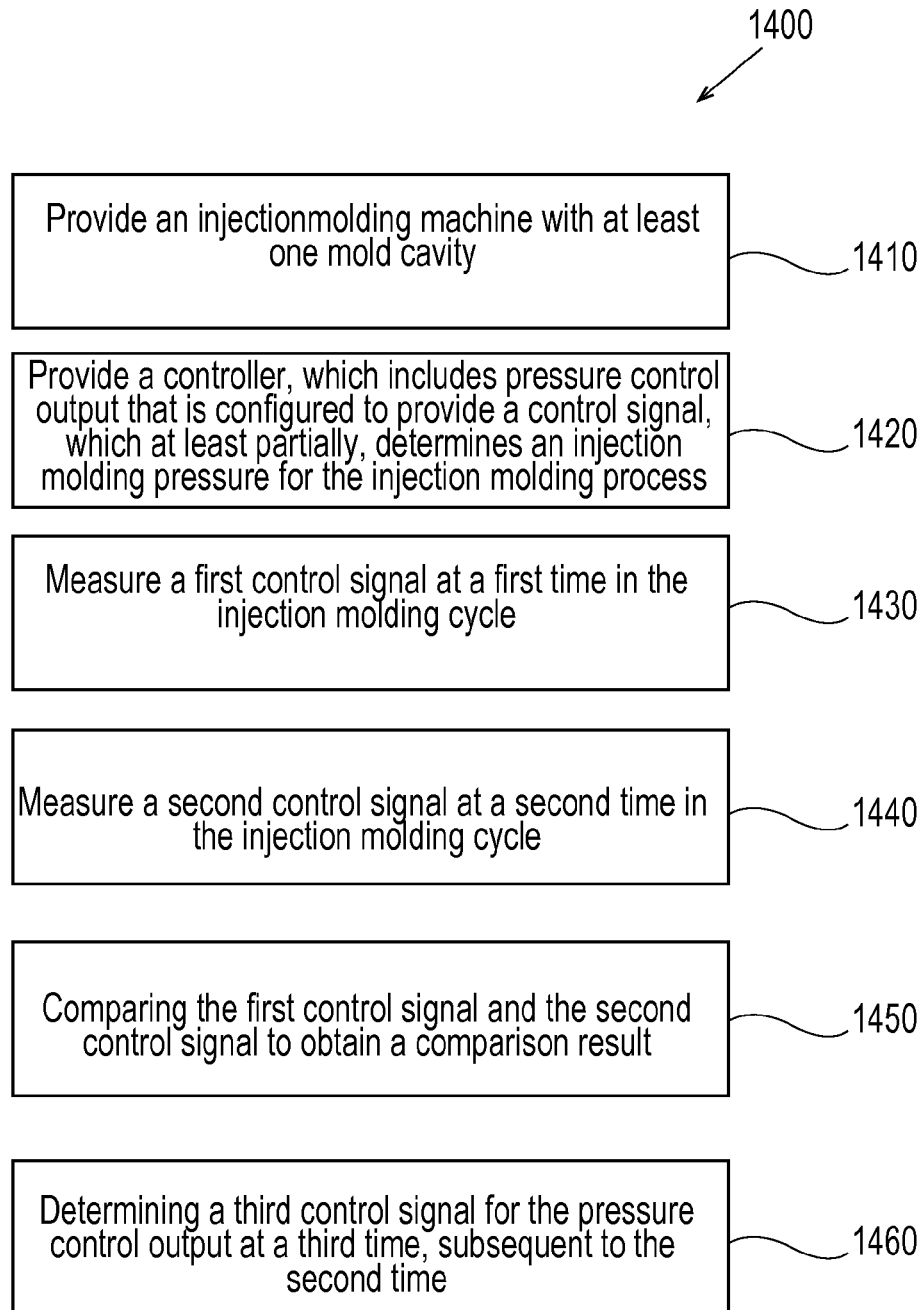 1400
Provide an injectionmolding machine with at least
one mold cavity
1410
Provide a controller, which includes pressure control
output that is configured to provide a control signal,
which at least partially, determines an injection
molding pressure for the injection molding process
1420
Measure a first control signal at a first time in the
injection molding cycle
1430
Measure a second control signal at a second time in
the injection molding cycle
1440
Comparing the first control signal and the second
control signal to obtain a comparison result
1450
Determining a third control signal for the pressure
control output at a third time, subsequent to the
second time
1460